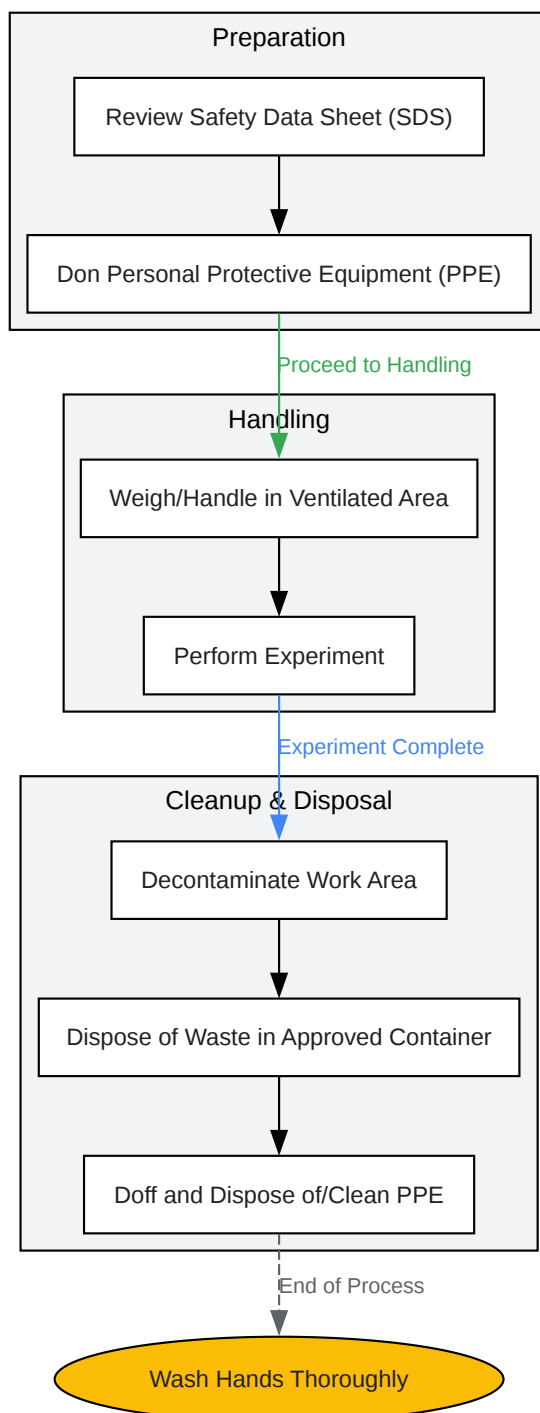 Preparation
Review Safety Data Sheet (SDS)
Don Personal Protective Equipment (PPE)
Proceed to Handling
Handling
Weigh/Handle in Ventilated Area
Perform Experiment
Experiment Complete
Cleanup & Disposal
Decontaminate Work Area
Dispose of Waste in Approved Container
Doff and Dispose of/Clean PPE
End of Process
Wash Hands Thoroughly